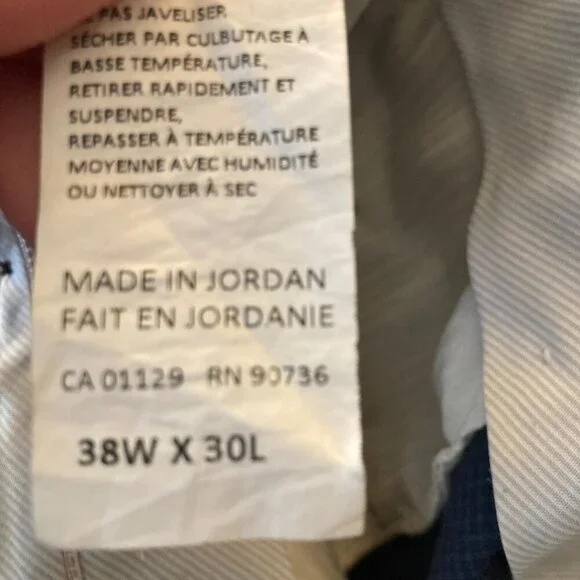 PAS JAVELISER
SÉCHER PAR CULBUTAGE À
BASSE TEMPÉRATURE,
RETIRER RAPIDEMENT ET
SUSPENDRE,
REPASSER À TEMPÉRATURE
MOYENNE AVEC HUMIDITÉ
OU NETTOYER À SEC
MADE IN JORDAN
FAIT EN JORDANIE
CA 01129 RN 90736
38W X 30L